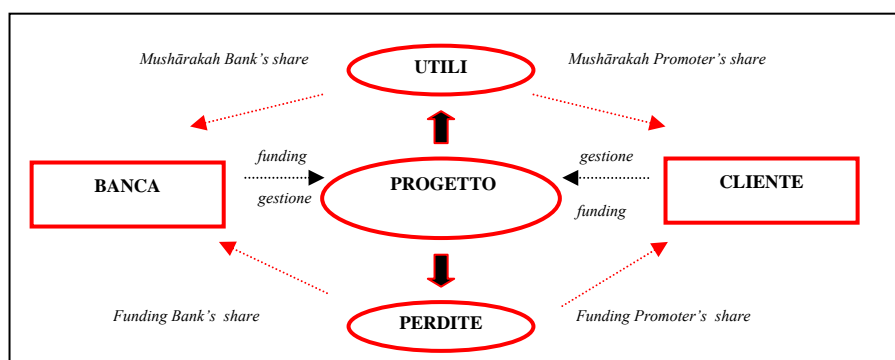 Mushārakah Bank's share
UTILI
Mushārakah Promoter's share
funding
gestione
BANCA
PROGETTO
CLIENTE
gestione
funding
Funding Bank's share
PERDITE
Funding Promoter's share